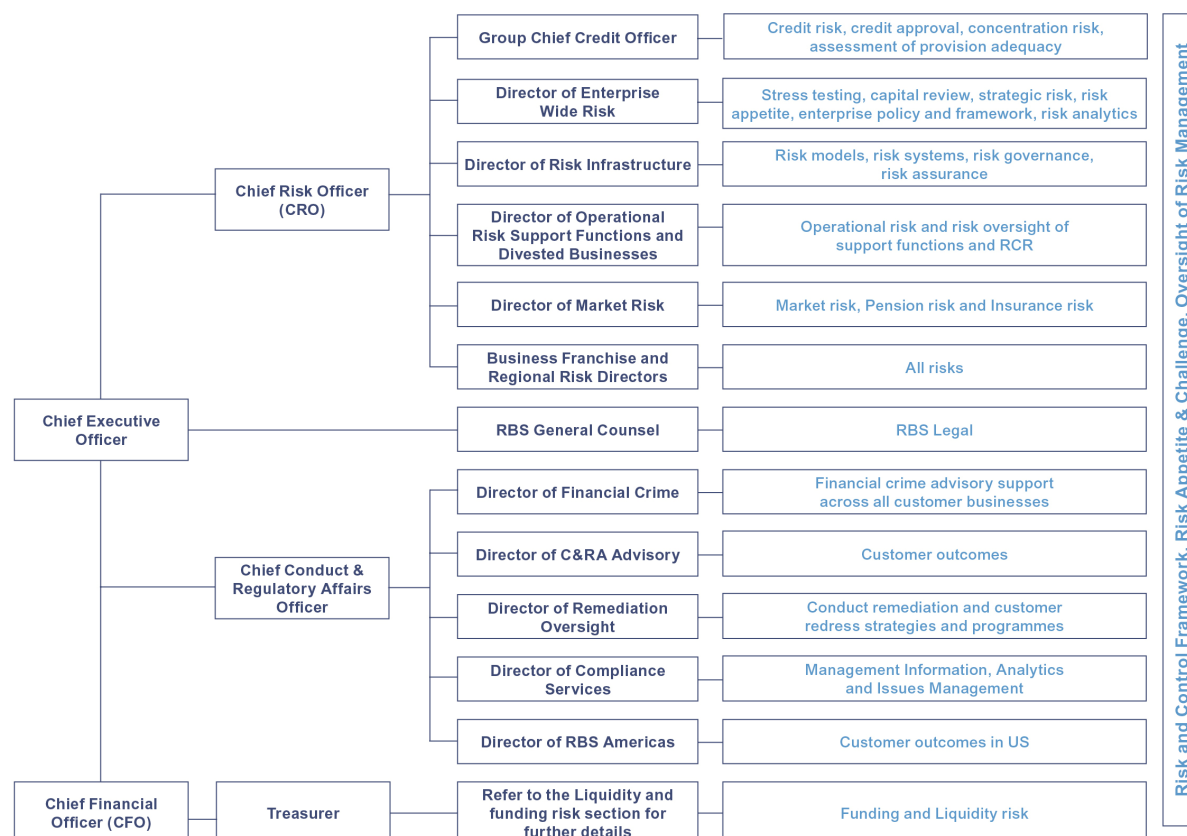 Group Chief Credit Officer
Credit risk, credit approval, concentration risk,
assessment of provision adequacy
Director of Enterprise
Wide Risk
Stress testing, capital review, strategic risk, risk
appetite, enterprise policy and framework, risk analytics
Director of Risk Infrastructure
Risk models, risk systems, risk governance,
risk assurance
Chief Risk Officer
(CRO)
Director of Operational
Risk Support Functions and
Divested Businesses
Operational risk and risk oversight of
support functions and RCR
Director of Market Risk
Market risk, Pension risk and Insurance risk
Business Franchise and
Regional Risk Directors
All risks
Chief Executive
Officer
RBS General Counsel
RBS Legal
Director of Financial Crime
Financial crime advisory support
across all customer businesses
Director of C&RA Advisory
Customer outcomes
Chief Conduct &
Regulatory Affairs
Officer
Director of Remediation
Oversight
Conduct remediation and customer
redress strategies and programmes
Director of Compliance
Services
Management Information, Analytics
and Issues Management
Director of RBS Americas
Customer outcomes in US
Chief Financial
Officer (CFO)
Treasurer
Refer to the Liquidity and
funding risk section for
further details
Funding and Liquidity risk
Risk and Control Framework, Risk Appetite & Challenge, Oversight of Risk Management